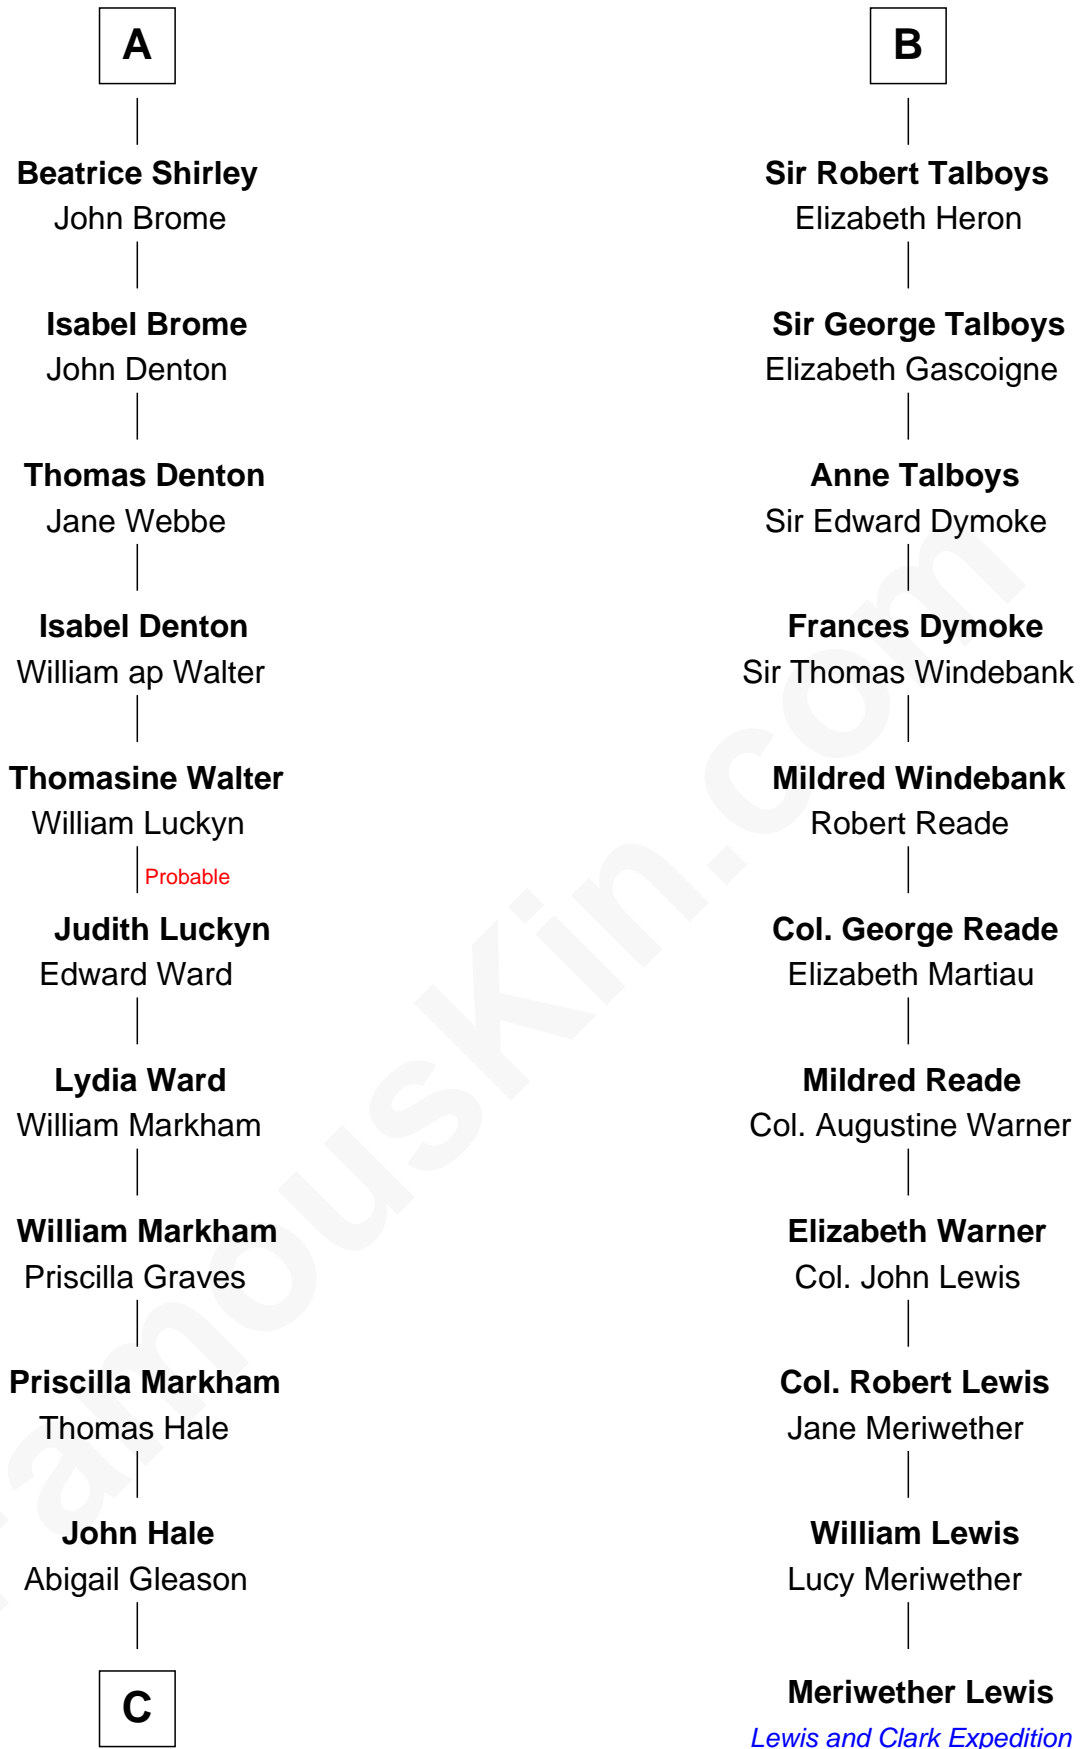 A
Beatrice Shirley
John Brome
Isabel Brome
John Denton
Thomas Denton
Jane Webbe
Isabel Denton
William ap Walter
Thomasine Walter
William Luckyn
Probable
Judith Luckyn
Edward Ward
Lydia Ward
William Markham
William Markham
Priscilla Graves
Priscilla Markham
Thomas Hale
John Hale
Abigail Gleason
C
B
Sir Robert Talboys
Elizabeth Heron
Sir George Talboys
Elizabeth Gascoigne
Anne Talboys
Sir Edward Dymoke
Frances Dymoke
Sir Thomas Windebank
Mildred Windebank
Robert Reade
Col. George Reade
Elizabeth Martiau
Mildred Reade
Col. Augustine Warner
Elizabeth Warner
Col. John Lewis
Col. Robert Lewis
Jane Meriwether
William Lewis
Lucy Meriwether
Meriwether Lewis
Lewis and Clark Expedition
FamousKin.com